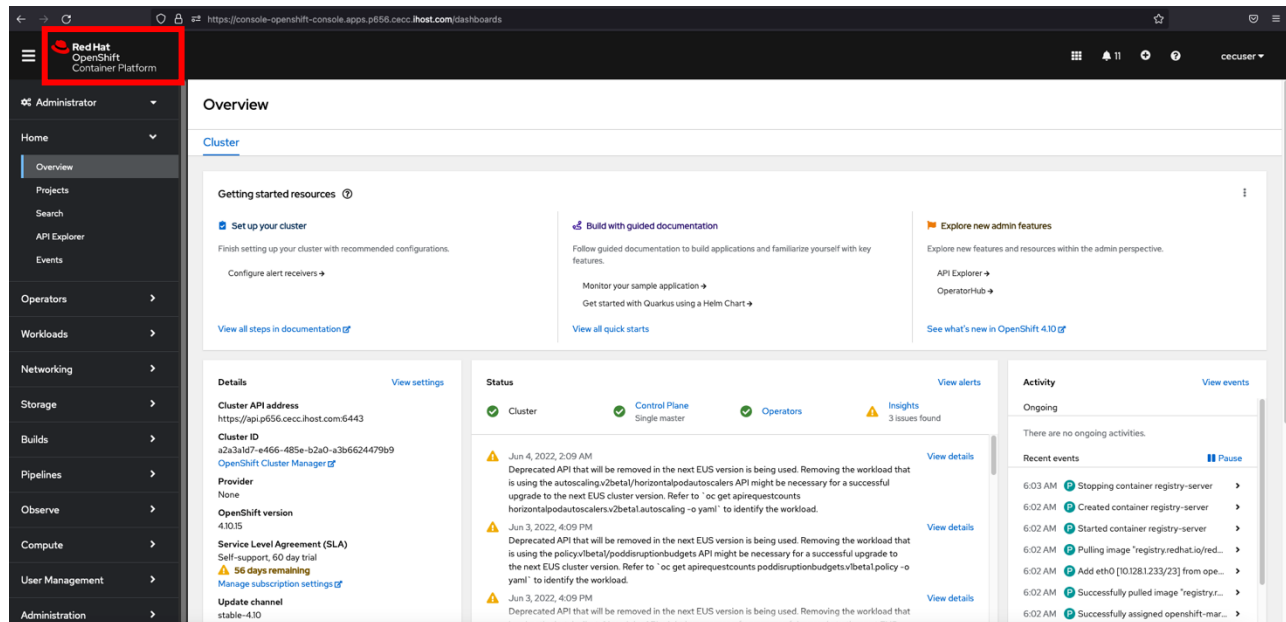 https://console-openshift-console.apps.p656.cecc.ihost.com/dashboards
Red Hat
OpenShift
Container Platform
11
cecuser
Administrator
Home
Overview
Projects
Search
API Explorer
Events
Operators
Workloads
Networking
Storage
Builds
Pipelines
Observe
Compute
User Management
Administration
Overview
Cluster
Getting started resources
Set up your cluster
Finish setting up your cluster with recommended configurations.
Configure alert receivers
View all steps in documentation
Build with guided documentation
Follow guided documentation to build applications and familiarize yourself with key
features.
Monitor your sample application
Get started with Quarkus using a Helm Chart
View all quick starts
Explore new admin features
Explore new features and resources within the admin perspective.
API Explorer
OperatorHub
See what's new in OpenShift 4.10
Details
View settings
Cluster API address
https://api.p656.cecc.ihost.com:6443
Cluster ID
a2a3a1d7-e466-485e-b2a0-a3b6624479b9
OpenShift Cluster Manager
Provider
None
OpenShift version
4.10.15
Service Level Agreement (SLA)
Self-support, 60 day trial
56 days remaining
Manage subscription settings
Update channel
stable-4.10
Status
View alerts
Cluster
Control Plane
Single master
Operators
Insights
3 issues found
Jun 4, 2022, 2:09 AM
View details
Deprecated API that will be removed in the next EUS version is being used. Removing the workload that
is using the autoscaling.v2beta1/horizontalpodautoscalers API might be necessary for a successful
upgrade to the next EUS cluster version. Refer to `oc get apirequestcounts
horizontalpodautoscalers.v2beta1.autoscaling -o yaml` to identify the workload.
Jun 3, 2022, 4:09 PM
View details
Deprecated API that will be removed in the next EUS version is being used. Removing the workload that
is using the policy.v1beta1/poddisruptionbudgets API might be necessary for a successful upgrade to
the next EUS cluster version. Refer to `oc get apirequestcounts poddisruptionbudgets.v1beta1.policy -o
yaml` to identify the workload.
Jun 3, 2022, 4:09 PM
View details
Deprecated API that will be removed in the next EUS version is being used. Removing the workload that
Activity
View events
Ongoing
There are no ongoing activities.
Recent events
Pause
6:03 AM P Stopping container registry-server
6:02 AM P Created container registry-server
6:02 AM P Started container registry-server
6:02 AM P Pulling image "registry.redhat.io/red...
6:02 AM P Add eth0 [10.128.1.233/23] from ope...
6:02 AM P Successfully pulled image "registry.r...
6:02 AM P Successfully assigned openshift-mar...